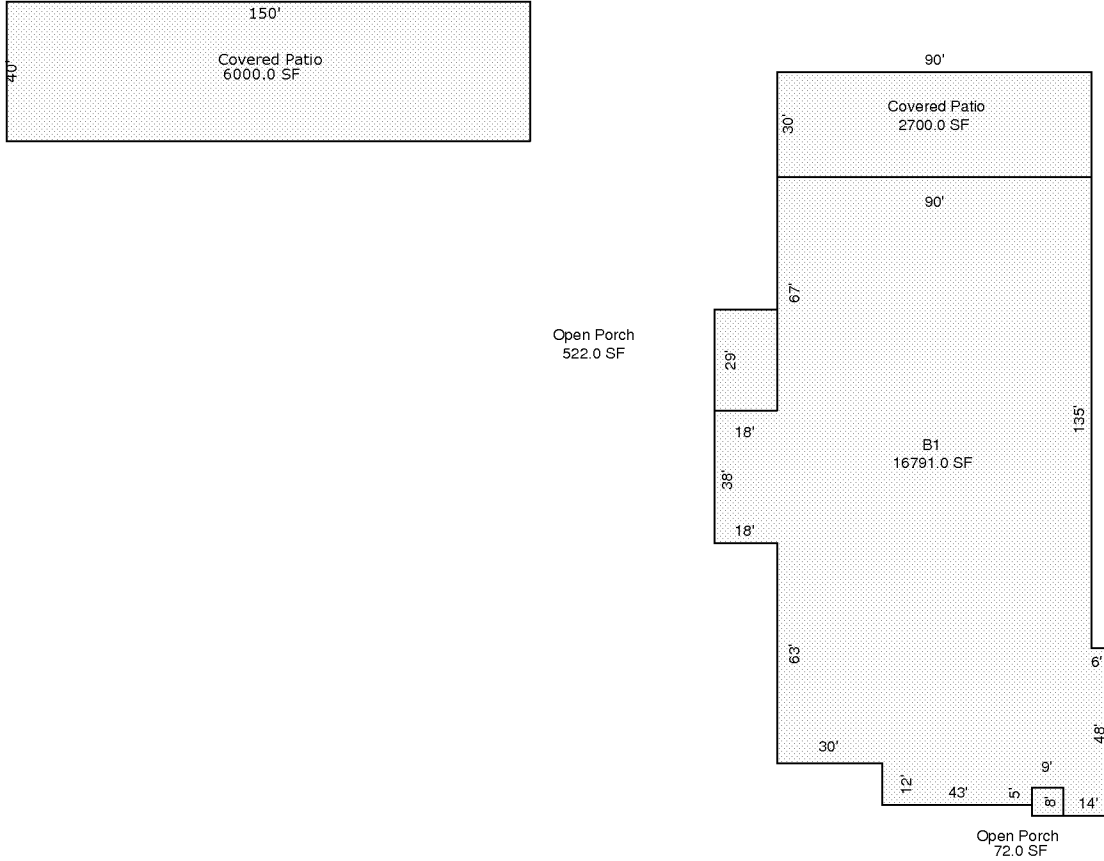 150'
Covered Patio
6000.0 SF
40'
90'
Covered Patio
2700.0 SF
30'
90'
67'
Open Porch
522.0 SF
29'
18'
135'
B1
16791.0 SF
38'
18'
63'
6'
48'
30'
9'
12'
43'
5'
8'
14'
Open Porch
72.0 SF